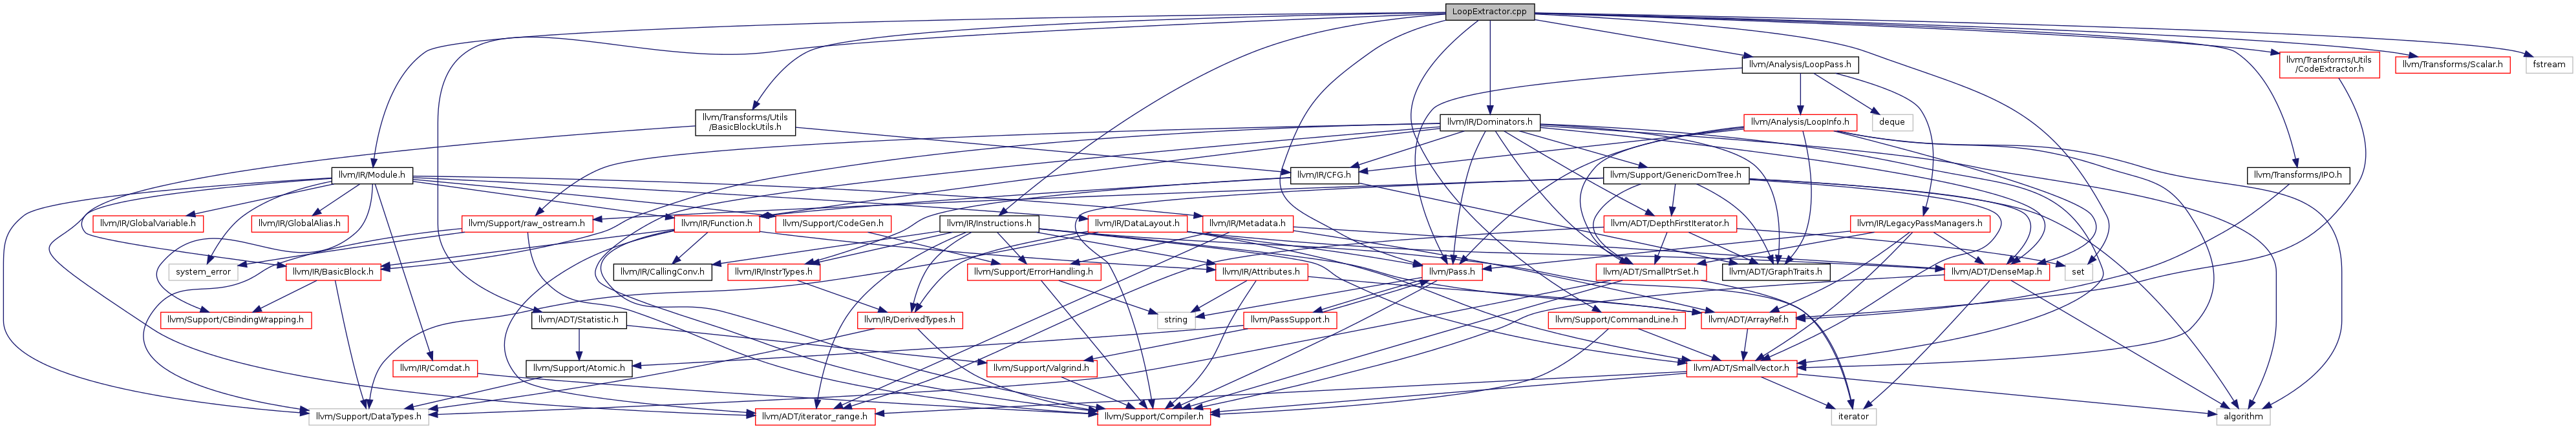 LoopExtractor.cpp
llvm/Analysis/LoopPass.h
llvm/Transforms/Utils
/CodeExtractor.h
llvm/Transforms/Scalar.h
fstream
llvm/Transforms/Utils
/BasicBlockUtils.h
llvm/IR/Dominators.h
llvm/Analysis/LoopInfo.h
deque
llvm/IR/Module.h
llvm/IR/CFG.h
llvm/Support/GenericDomTree.h
llvm/Transforms/IPO.h
llvm/IR/GlobalVariable.h
llvm/IR/GlobalAlias.h
llvm/Support/raw_ostream.h
llvm/IR/Function.h
llvm/Support/CodeGen.h
llvm/IR/Instructions.h
llvm/IR/DataLayout.h
llvm/IR/Metadata.h
llvm/ADT/DepthFirstIterator.h
llvm/IR/LegacyPassManagers.h
system_error
llvm/IR/BasicBlock.h
llvm/IR/CallingConv.h
llvm/IR/InstrTypes.h
llvm/Support/ErrorHandling.h
llvm/IR/Attributes.h
llvm/Pass.h
llvm/ADT/SmallPtrSet.h
llvm/ADT/GraphTraits.h
llvm/ADT/DenseMap.h
set
llvm/Support/CBindingWrapping.h
llvm/ADT/Statistic.h
llvm/IR/DerivedTypes.h
string
llvm/PassSupport.h
llvm/Support/CommandLine.h
llvm/ADT/ArrayRef.h
llvm/IR/Comdat.h
llvm/Support/Atomic.h
llvm/Support/Valgrind.h
llvm/ADT/SmallVector.h
llvm/Support/DataTypes.h
llvm/ADT/iterator_range.h
llvm/Support/Compiler.h
iterator
algorithm